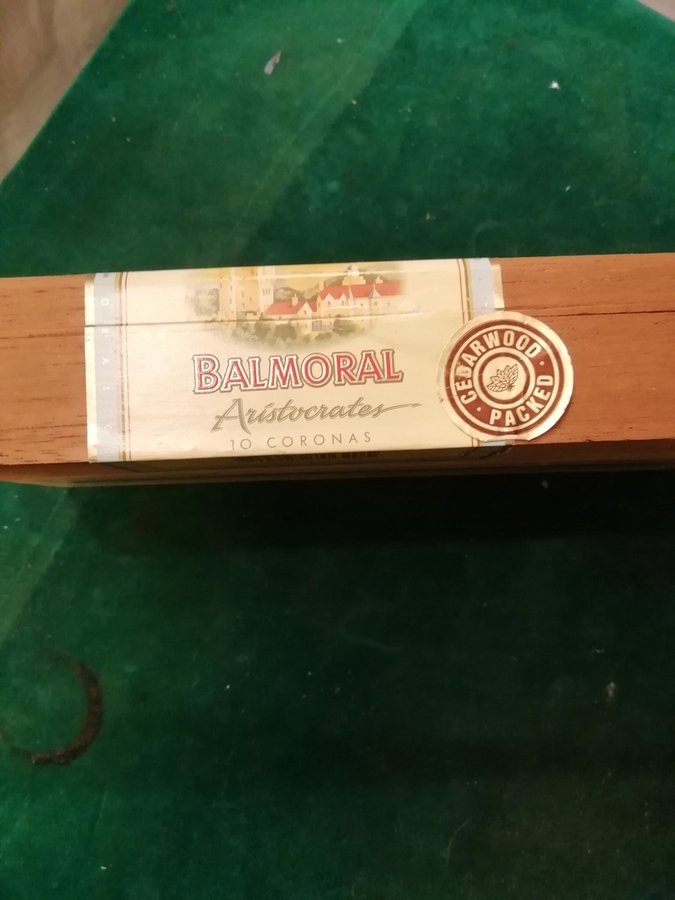 BALMORAL
Aristocrates
10 CORONAS
CEDARWOOD
PACKED